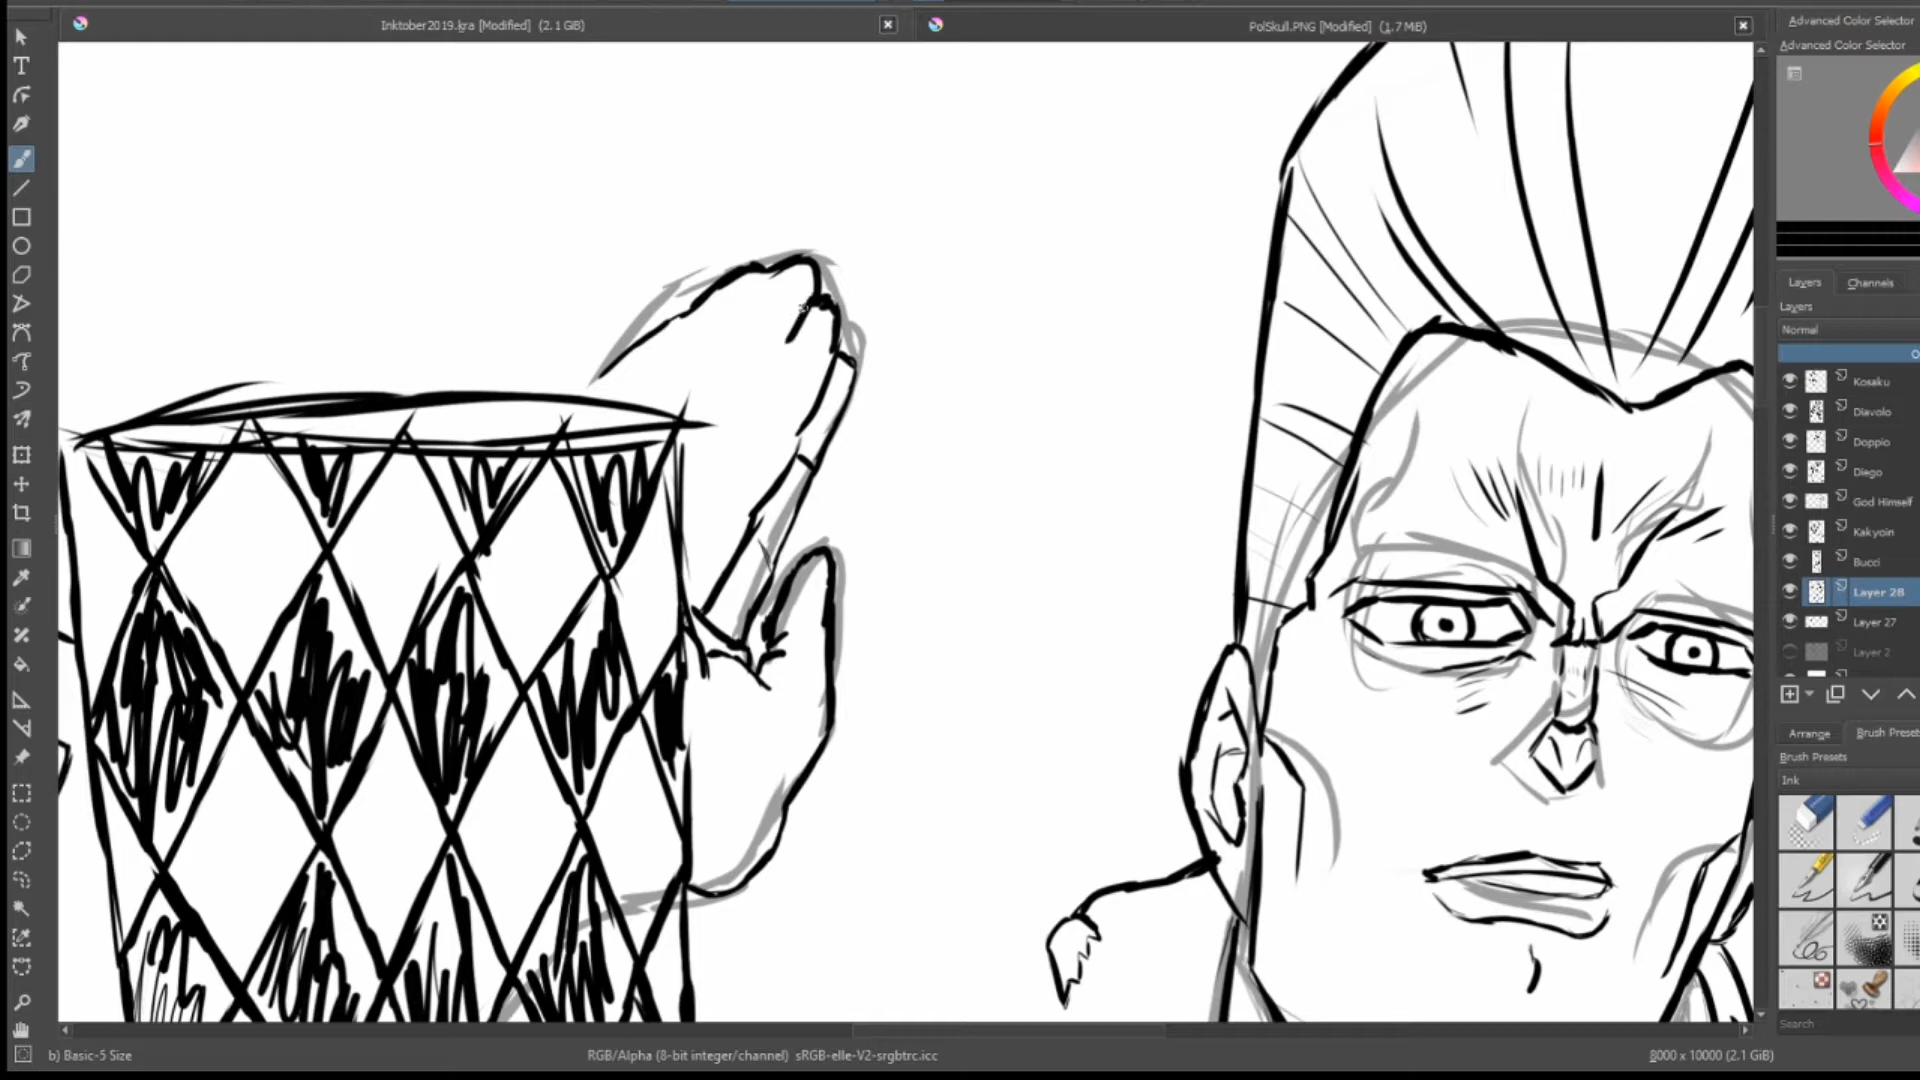 Inktober2019.kra [Modified] (2.1 GiB)
PolSkull.PNG [Modified] (1.7 MiB)
Advanced Color Selector
Advanced Color Selector
Layers
Channels
Layers
Normal
Kosaku
Diavolo
Doppio
Diego
God Himself
Kakyoin
Bucci
Layer 28
Layer 27
Layer 2
Arrange
Brush Presets
Brush Presets
Ink
Search
b) Basic-5 Size
RGB/Alpha (8-bit integer/channel) sRGB-elle-V2-srgbtrc.icc
8000 x 10000 (2.1 GiB)